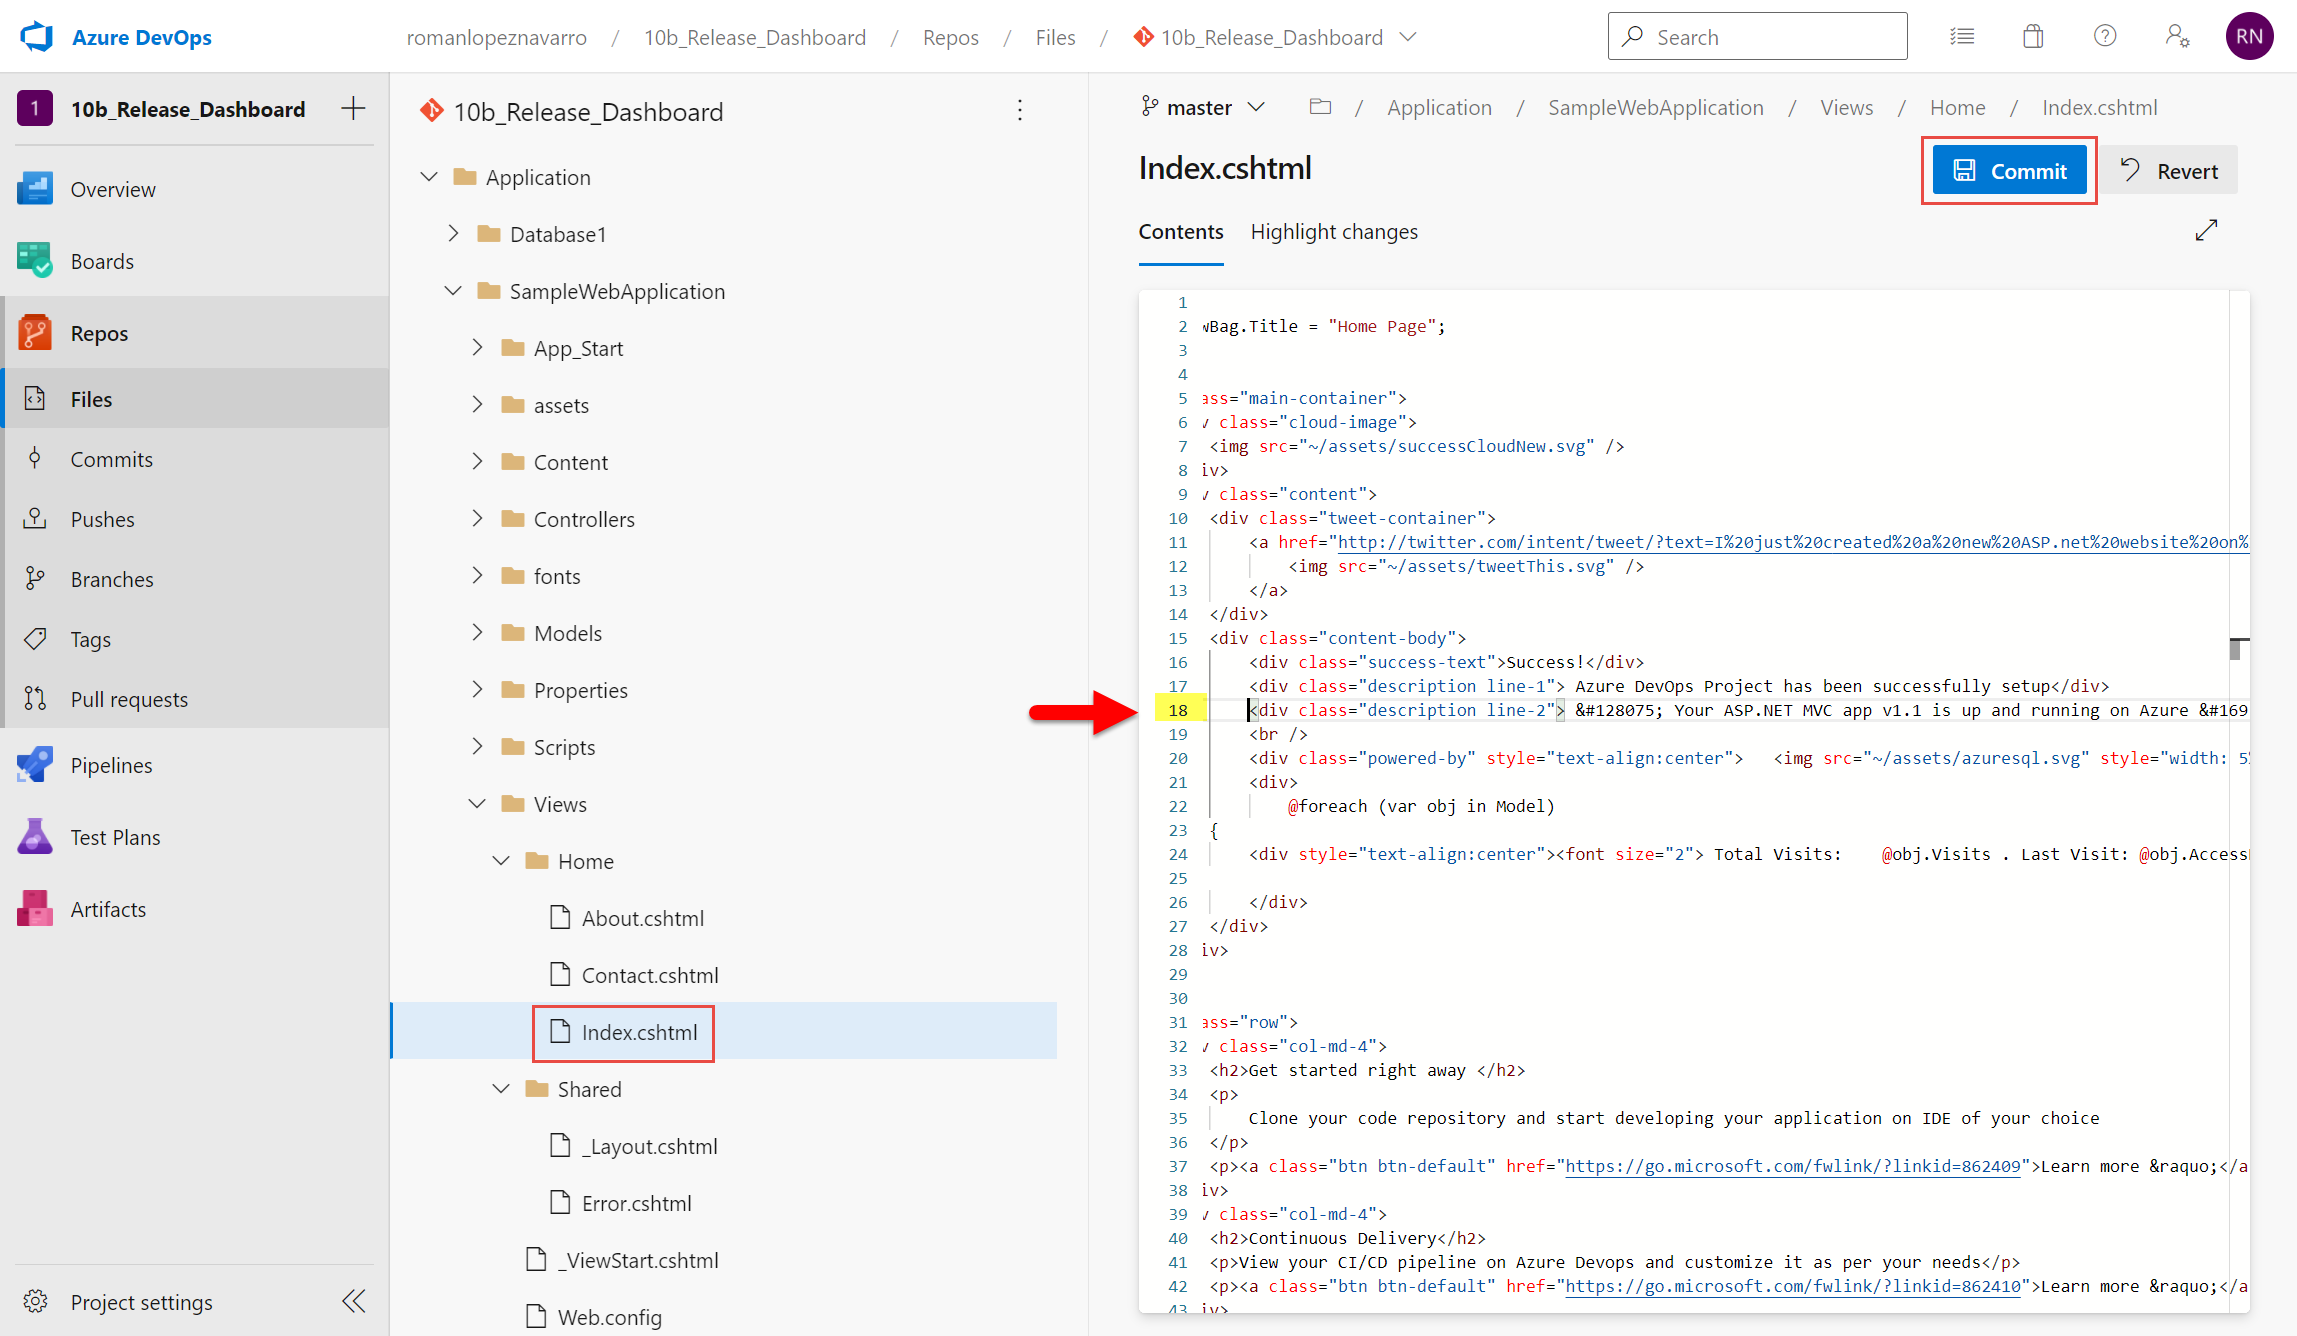 Azure DevOps
romanlopeznavarro / 10b_Release_Dashboard / Repos / Files / 10b_Release_Dashboard
Search
RN
1 10b_Release_Dashboard
Overview
Boards
Repos
Files
Commits
Pushes
Branches
Tags
Pull requests
Pipelines
Test Plans
Artifacts
Project settings
10b_Release_Dashboard
Application
Database1
SampleWebApplication
App_Start
assets
Content
Controllers
fonts
Models
Properties
Scripts
Views
Home
About.cshtml
Contact.cshtml
Index.cshtml
Shared
_Layout.cshtml
Error.cshtml
_ViewStart.cshtml
Web.config
master / Application / SampleWebApplication / Views / Home / Index.cshtml
Index.cshtml
Commit
Revert
Contents
Highlight changes
1
2 wBag.Title = "Home Page";
3
4
5 ass="main-container">
6 v class="cloud-image">
7 <img src="~/assets/successCloudNew.svg" />
8 iv>
9 v class="content">
10 <div class="tweet-container">
11 <a href="http://twitter.com/intent/tweet/?text=I%20just%20created%20a%20new%20ASP.net%20website%20on%
12 <img src="~/assets/tweetThis.svg" />
13 </a>
14 </div>
15 <div class="content-body">
16 <div class="success-text">Success!</div>
17 <div class="description line-1"> Azure DevOps Project has been successfully setup</div>
18 <div class="description line-2"> &#128075; Your ASP.NET MVC app v1.1 is up and running on Azure &#169
19 <br />
20 <div class="powered-by" style="text-align:center"> <img src="~/assets/azuresql.svg" style="width: 5%
21 <div>
22 @foreach (var obj in Model)
23 {
24 <div style="text-align:center"><font size="2"> Total Visits: @obj.Visits . Last Visit: @obj.Access
25
26 </div>
27 </div>
28 iv>
29
30
31 ass="row">
32 v class="col-md-4">
33 <h2>Get started right away </h2>
34 <p>
35 Clone your code repository and start developing your application on IDE of your choice
36 </p>
37 <p><a class="btn btn-default" href="https://go.microsoft.com/fwlink/?linkid=862409">Learn more &raquo;</a
38 iv>
39 v class="col-md-4">
40 <h2>Continuous Delivery</h2>
41 <p>View your CI/CD pipeline on Azure Devops and customize it as per your needs</p>
42 <p><a class="btn btn-default" href="https://go.microsoft.com/fwlink/?linkid=862410">Learn more &raquo;</a
43 iv>